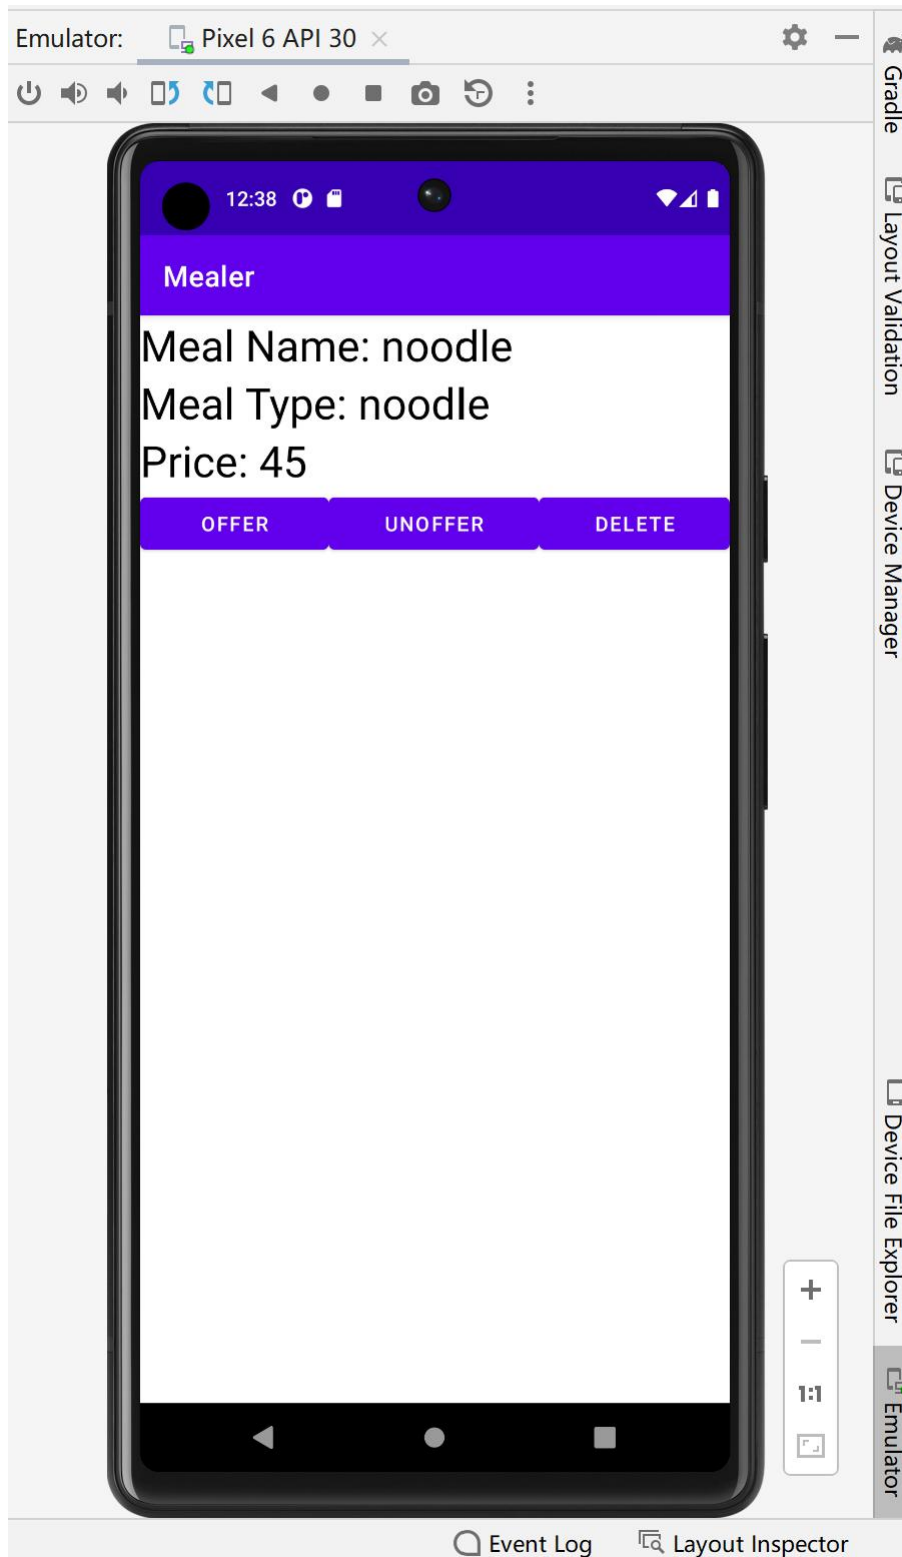 Emulator: Pixel 6 API 30
Gradle
12:38
Mealer
Layout Validation
Meal Name: noodle
Meal Type: noodle
Price: 45
OFFER UNOFFER DELETE
Device Manager
Device File Explorer
1:1
Emulator
Event Log Layout Inspector